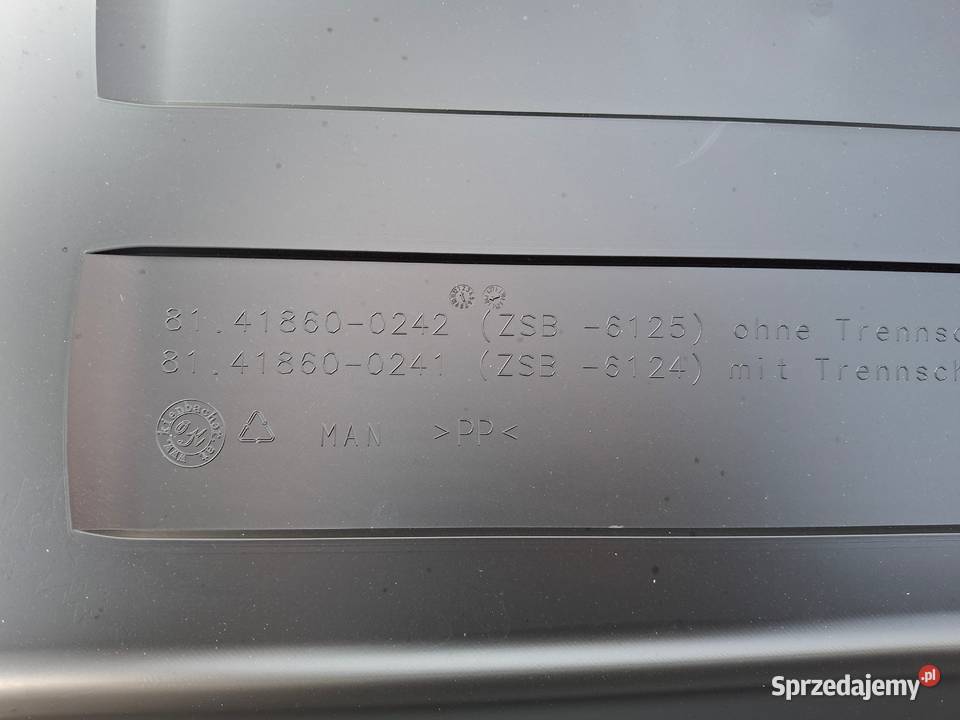 81.41860-0242 (ZSB -6125) ohne Trennsc
81.41860-0241 (ZSB -6124) mit Trennsch
MAN >PP<
Sprzedajemy.pl